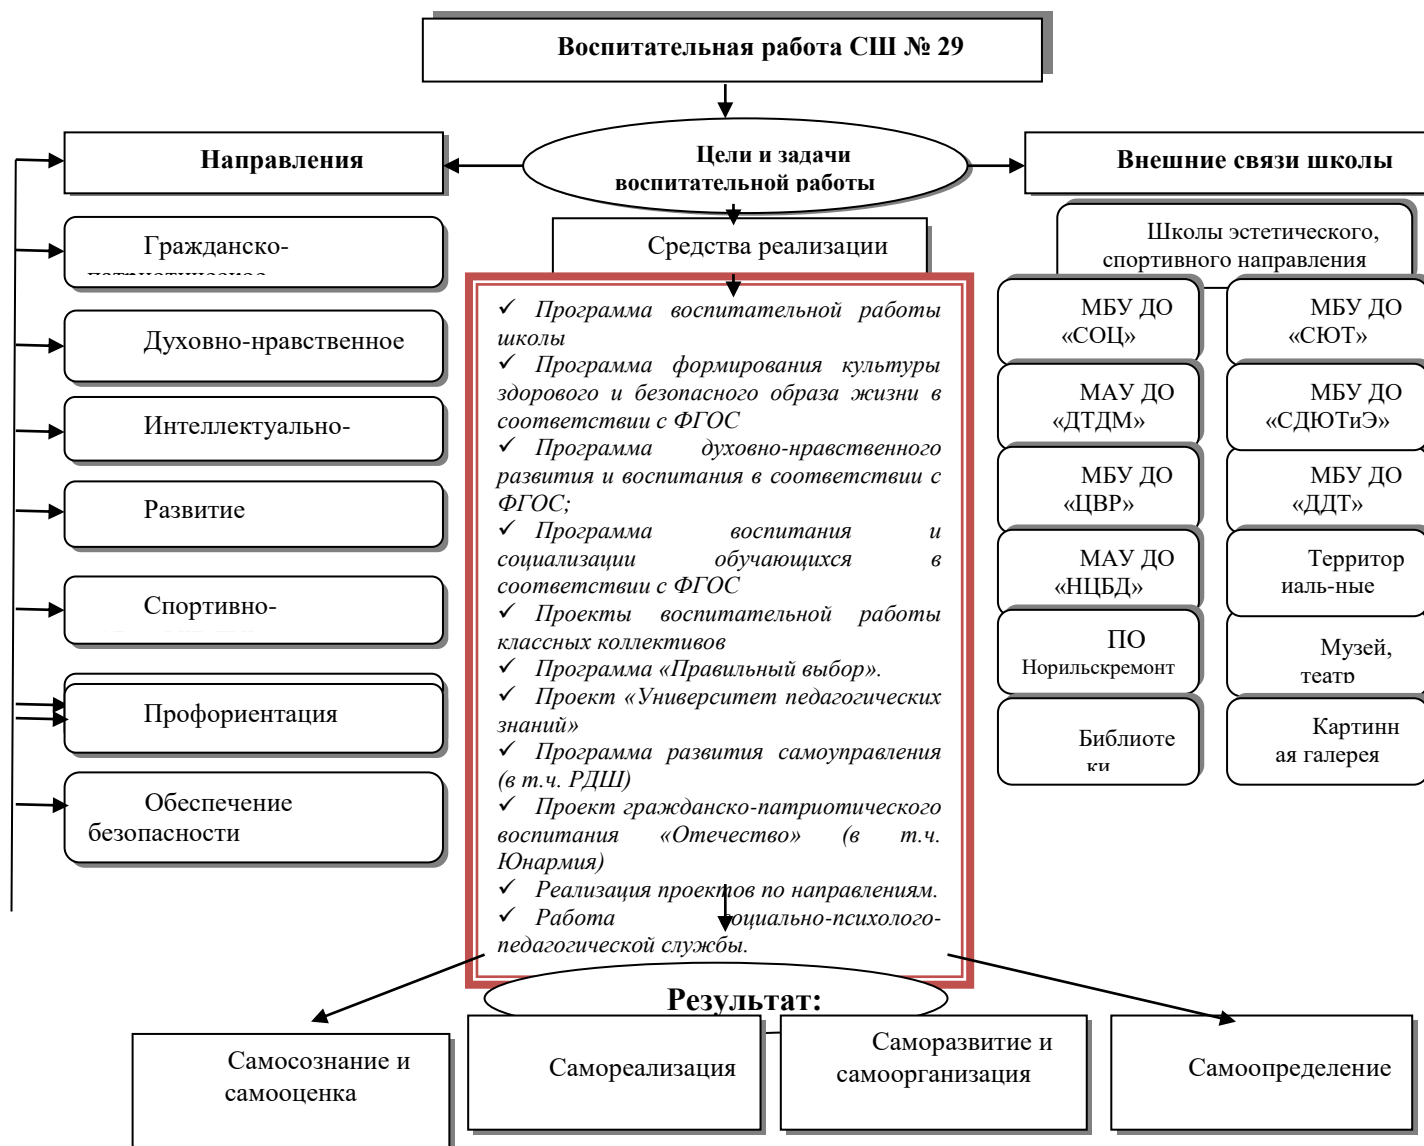 Воспитательная работа СШ № 29
Цели и задачи
воспитательной работы
Направления
Гражданско-
патриотическое
Духовно-нравственное
Интеллектуально-
Развитие
Спортивно-
Профориентация
Обеспечение
безопасности
Средства реализации
✓ Программа воспитательной работы
школы
✓ Программа формирования культуры
здорового и безопасного образа жизни в
соответствии с ФГОС
✓ Программа духовно-нравственного
развития и воспитания в соответствии с
ФГОС;
✓ Программа воспитания и
социализации обучающихся в
соответствии с ФГОС
✓ Проекты воспитательной работы
классных коллективов
✓ Программа «Правильный выбор».
✓ Проект «Университет педагогических
знаний»
✓ Программа развития самоуправления
(в т.ч. РДШ)
✓ Проект гражданско-патриотического
воспитания «Отечество» (в т.ч.
Юнармия)
✓ Реализация проектов по направлениям.
✓ Работа социально-психолого-
педагогической службы.
Внешние связи школы
Школы эстетического,
спортивного направления
МБУ ДО
«СОЦ»
МБУ ДО
«СЮТ»
МАУ ДО
«ДТДМ»
МБУ ДО
«СДЮТиЭ»
МБУ ДО
«ЦВР»
МБУ ДО
«ДДТ»
МАУ ДО
«НЦБД»
Территор
иаль-ные
ПО
Норильскремонт
Музей,
театр
Библиоте
ки
Картинн
ая галерея
Результат:
Самосознание и
самооценка
Самореализация
Саморазвитие и
самоорганизация
Самоопределение